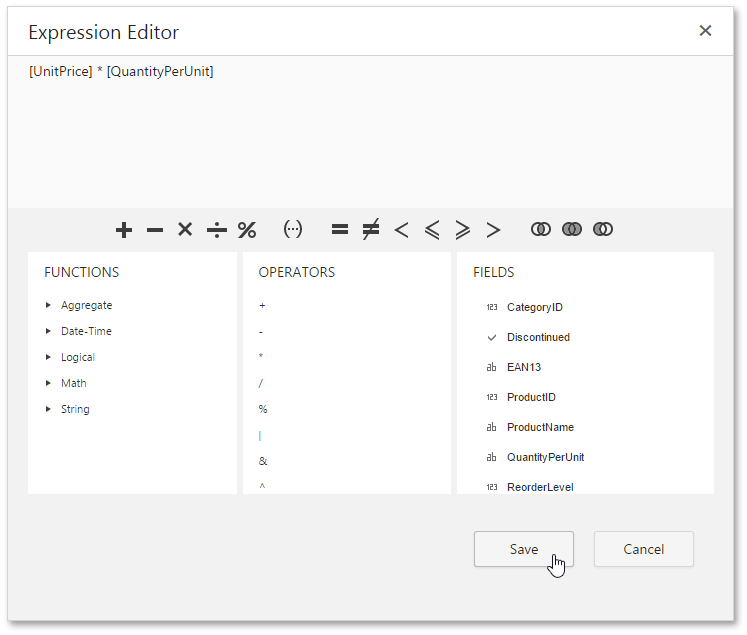 Expression Editor
[UnitPrice] * [QuantityPerUnit]
+ − × ÷ % (···) = ≠ < ≤ ≥ >
FUNCTIONS
Aggregate
Date-Time
Logical
Math
String
OPERATORS
+
-
*
/
%
|
&
^
FIELDS
123 CategoryID
Discontinued
ab EAN13
123 ProductID
ab ProductName
ab QuantityPerUnit
123 ReorderLevel
Save
Cancel